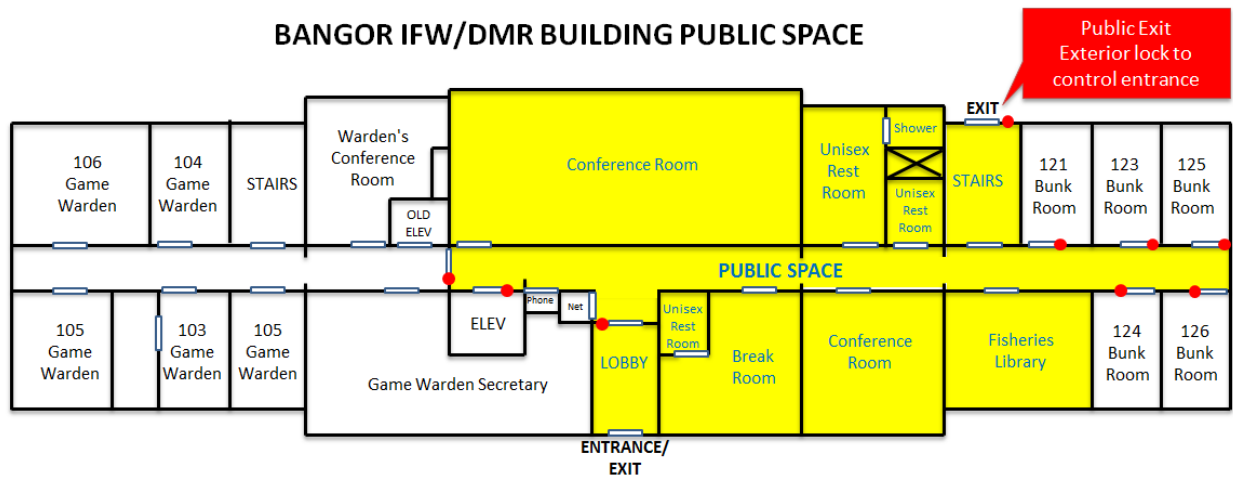 BANGOR IFW/DMR BUILDING PUBLIC SPACE
Public Exit
Exterior lock to
control entrance
EXIT
106
Game
Warden
104
Game
Warden
STAIRS
Warden's
Conference
Room
OLD
ELEV
Conference Room
Unisex
Rest
Room
Shower
Unisex
Rest
Room
STAIRS
121
Bunk
Room
123
Bunk
Room
125
Bunk
Room
PUBLIC SPACE
105
Game
Warden
103
Game
Warden
105
Game
Warden
ELEV
Phone
Net
Game Warden Secretary
LOBBY
Unisex
Rest
Room
Break
Room
Conference
Room
Fisheries
Library
124
Bunk
Room
126
Bunk
Room
ENTRANCE/
EXIT